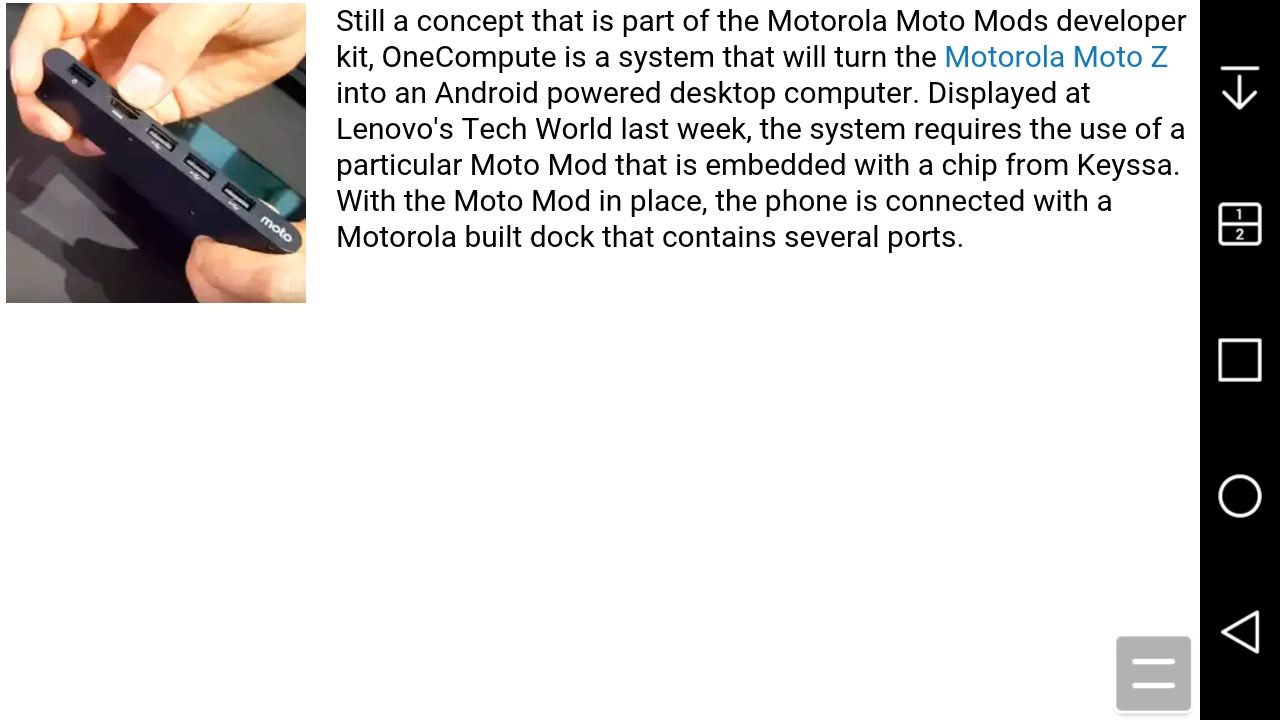 Still a concept that is part of the Motorola Moto Mods developer
kit, OneCompute is a system that will turn the Motorola Moto Z
into an Android powered desktop computer. Displayed at
Lenovo's Tech World last week, the system requires the use of a
particular Moto Mod that is embedded with a chip from Keyssa.
With the Moto Mod in place, the phone is connected with a
Motorola built dock that contains several ports.
moto
1
2